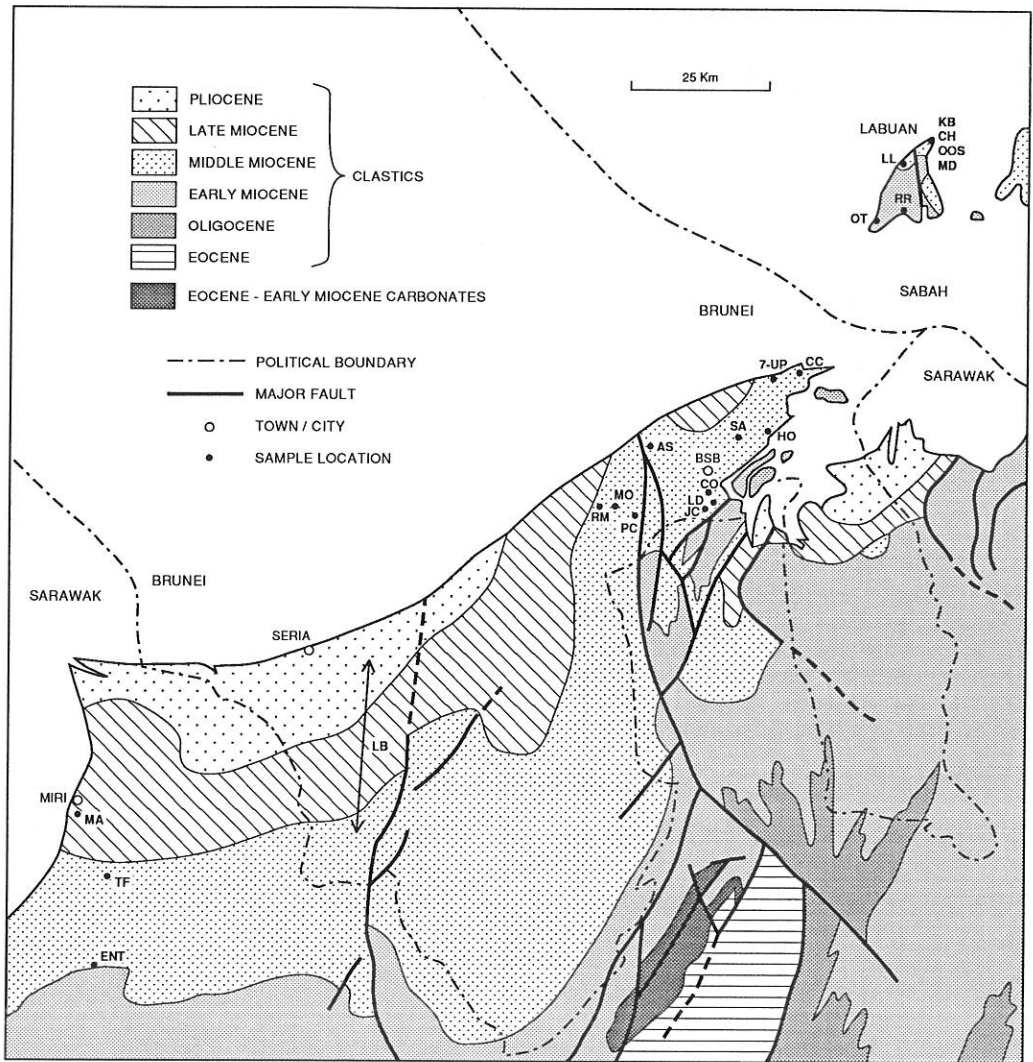 25 Km
PLIOCENE
LATE MIOCENE
MIDDLE MIOCENE
EARLY MIOCENE
OLIGOCENE
EOCENE
CLASTICS
EOCENE - EARLY MIOCENE CARBONATES
POLITICAL BOUNDARY
MAJOR FAULT
TOWN / CITY
SAMPLE LOCATION
LABUAN
KB
CH
OOS
MD
LL
RR
OT
SABAH
BRUNEI
SARAWAK
7-UP
CC
SA
HO
AS
BSB
CO
LD
JC
MO
RM
PC
BRUNEI
SARAWAK
SERIA
LB
MIRI
MA
TF
ENT